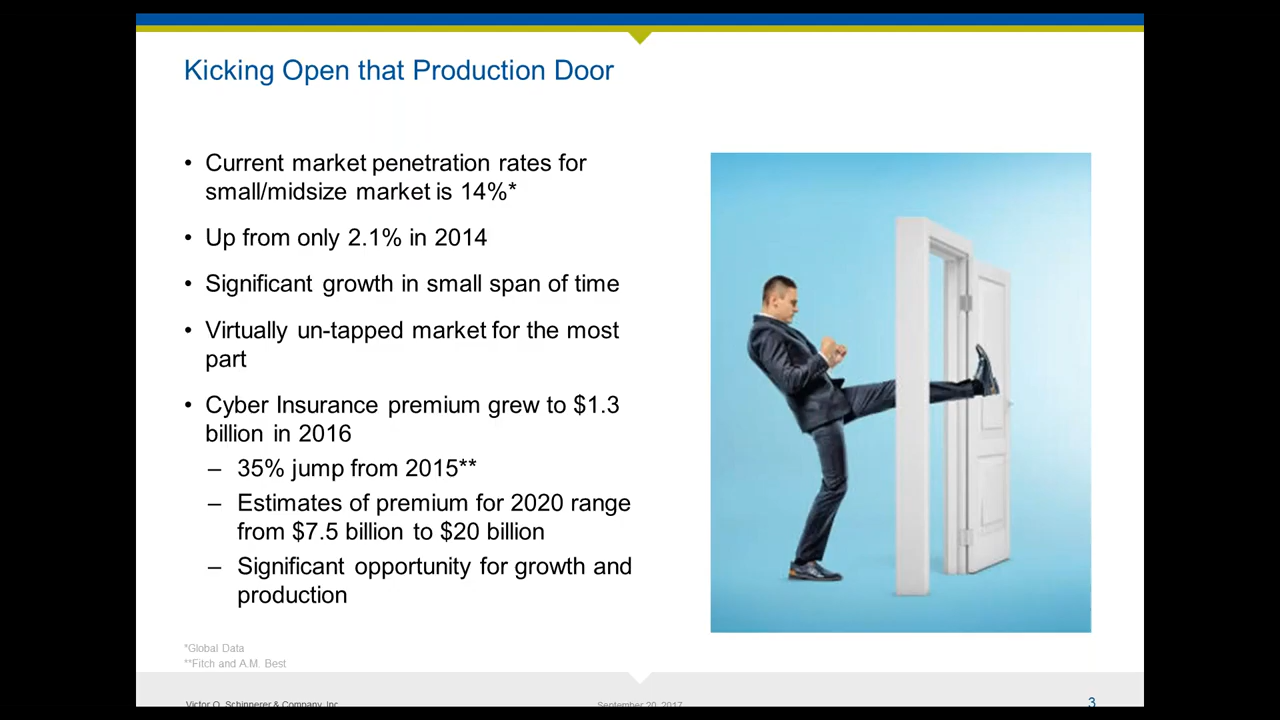 Kicking Open that Production Door
• Current market penetration rates for
small/midsize market is 14%*
• Up from only 2.1% in 2014
• Significant growth in small span of time
• Virtually un-tapped market for the most
part
• Cyber Insurance premium grew to $1.3
billion in 2016
– 35% jump from 2015**
– Estimates of premium for 2020 range
from $7.5 billion to $20 billion
– Significant opportunity for growth and
production
*Global Data
**Fitch and A.M. Best
Victor O. Schinnerer & Company, Inc.
September 20, 2017
3